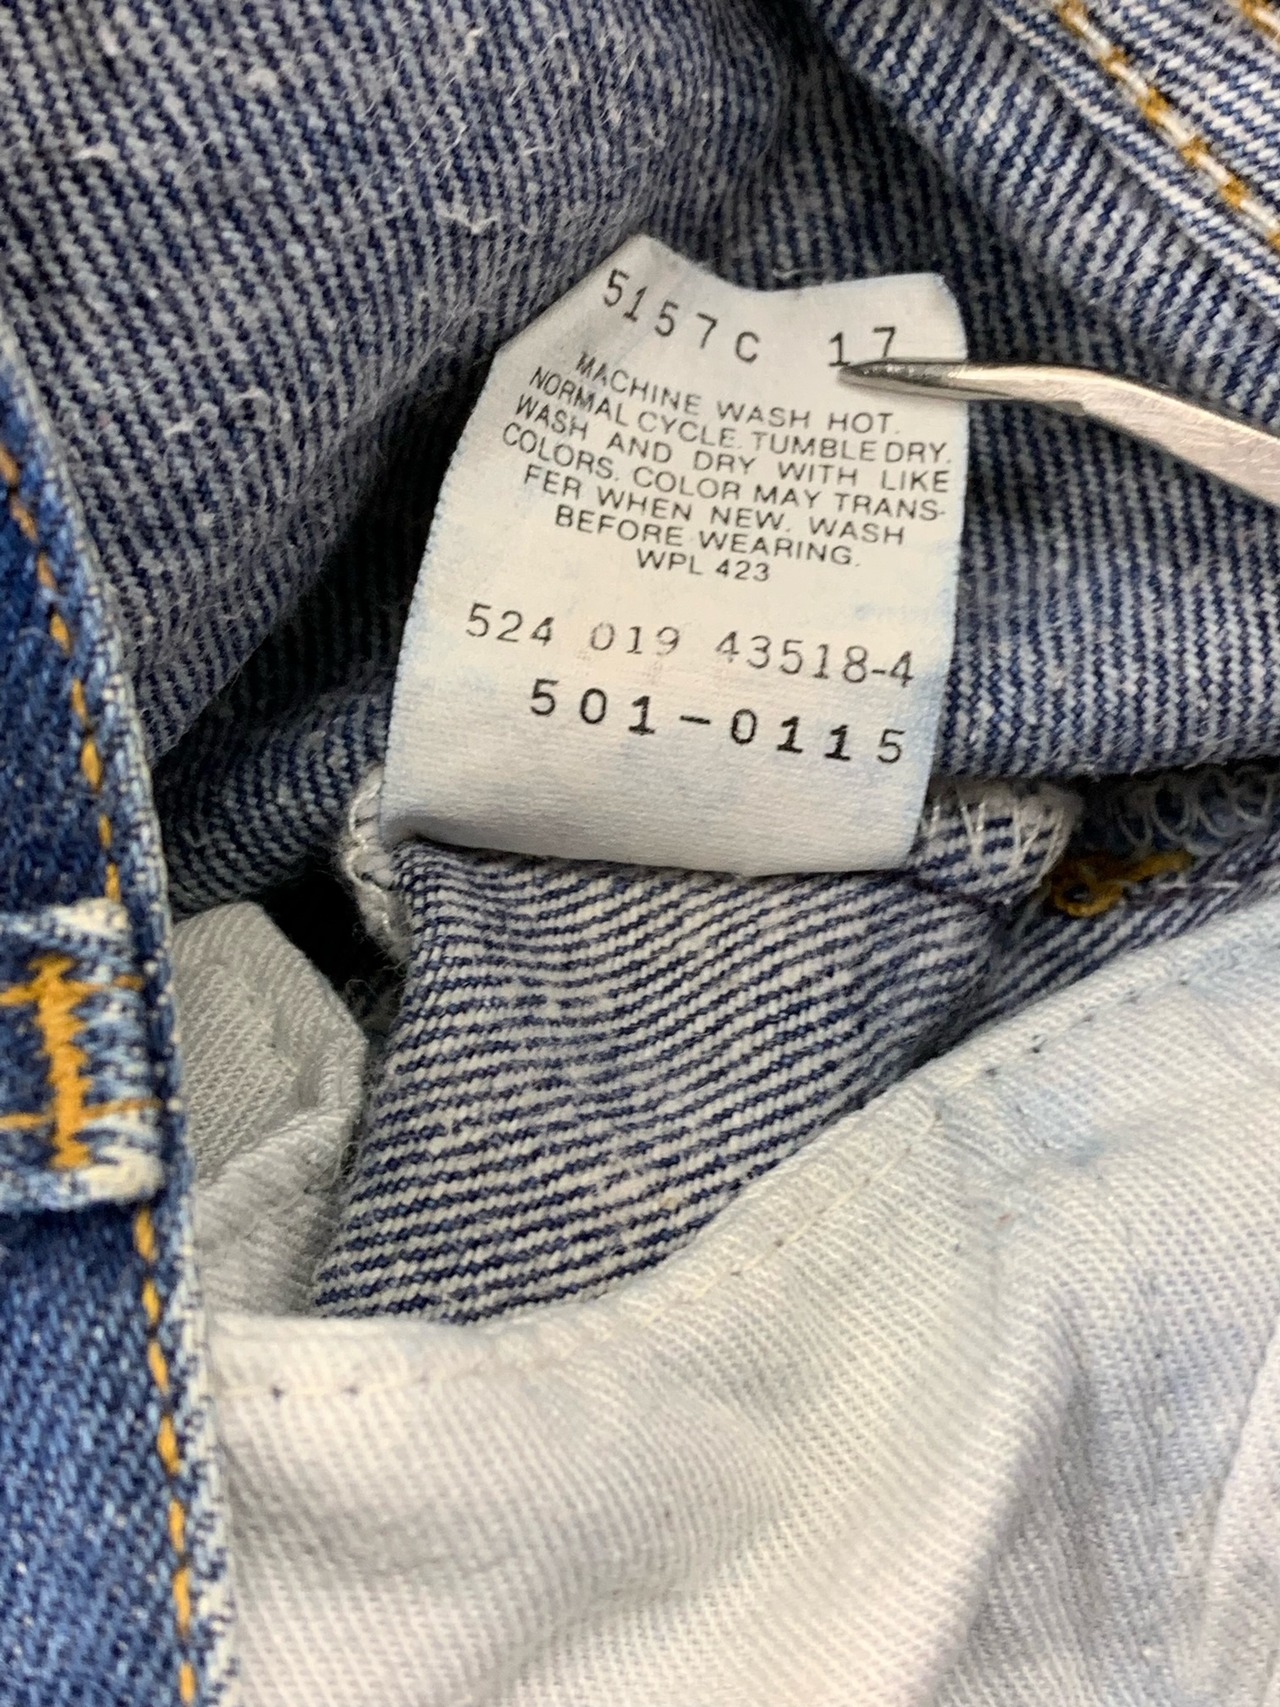 5157C 17
MACHINE WASH HOT.
NORMAL CYCLE. TUMBLE DRY.
WASH AND DRY WITH LIKE
COLORS. COLOR MAY TRANS-
FER WHEN NEW. WASH
BEFORE WEARING.
WPL 423
524 019 43518-4
501-0115